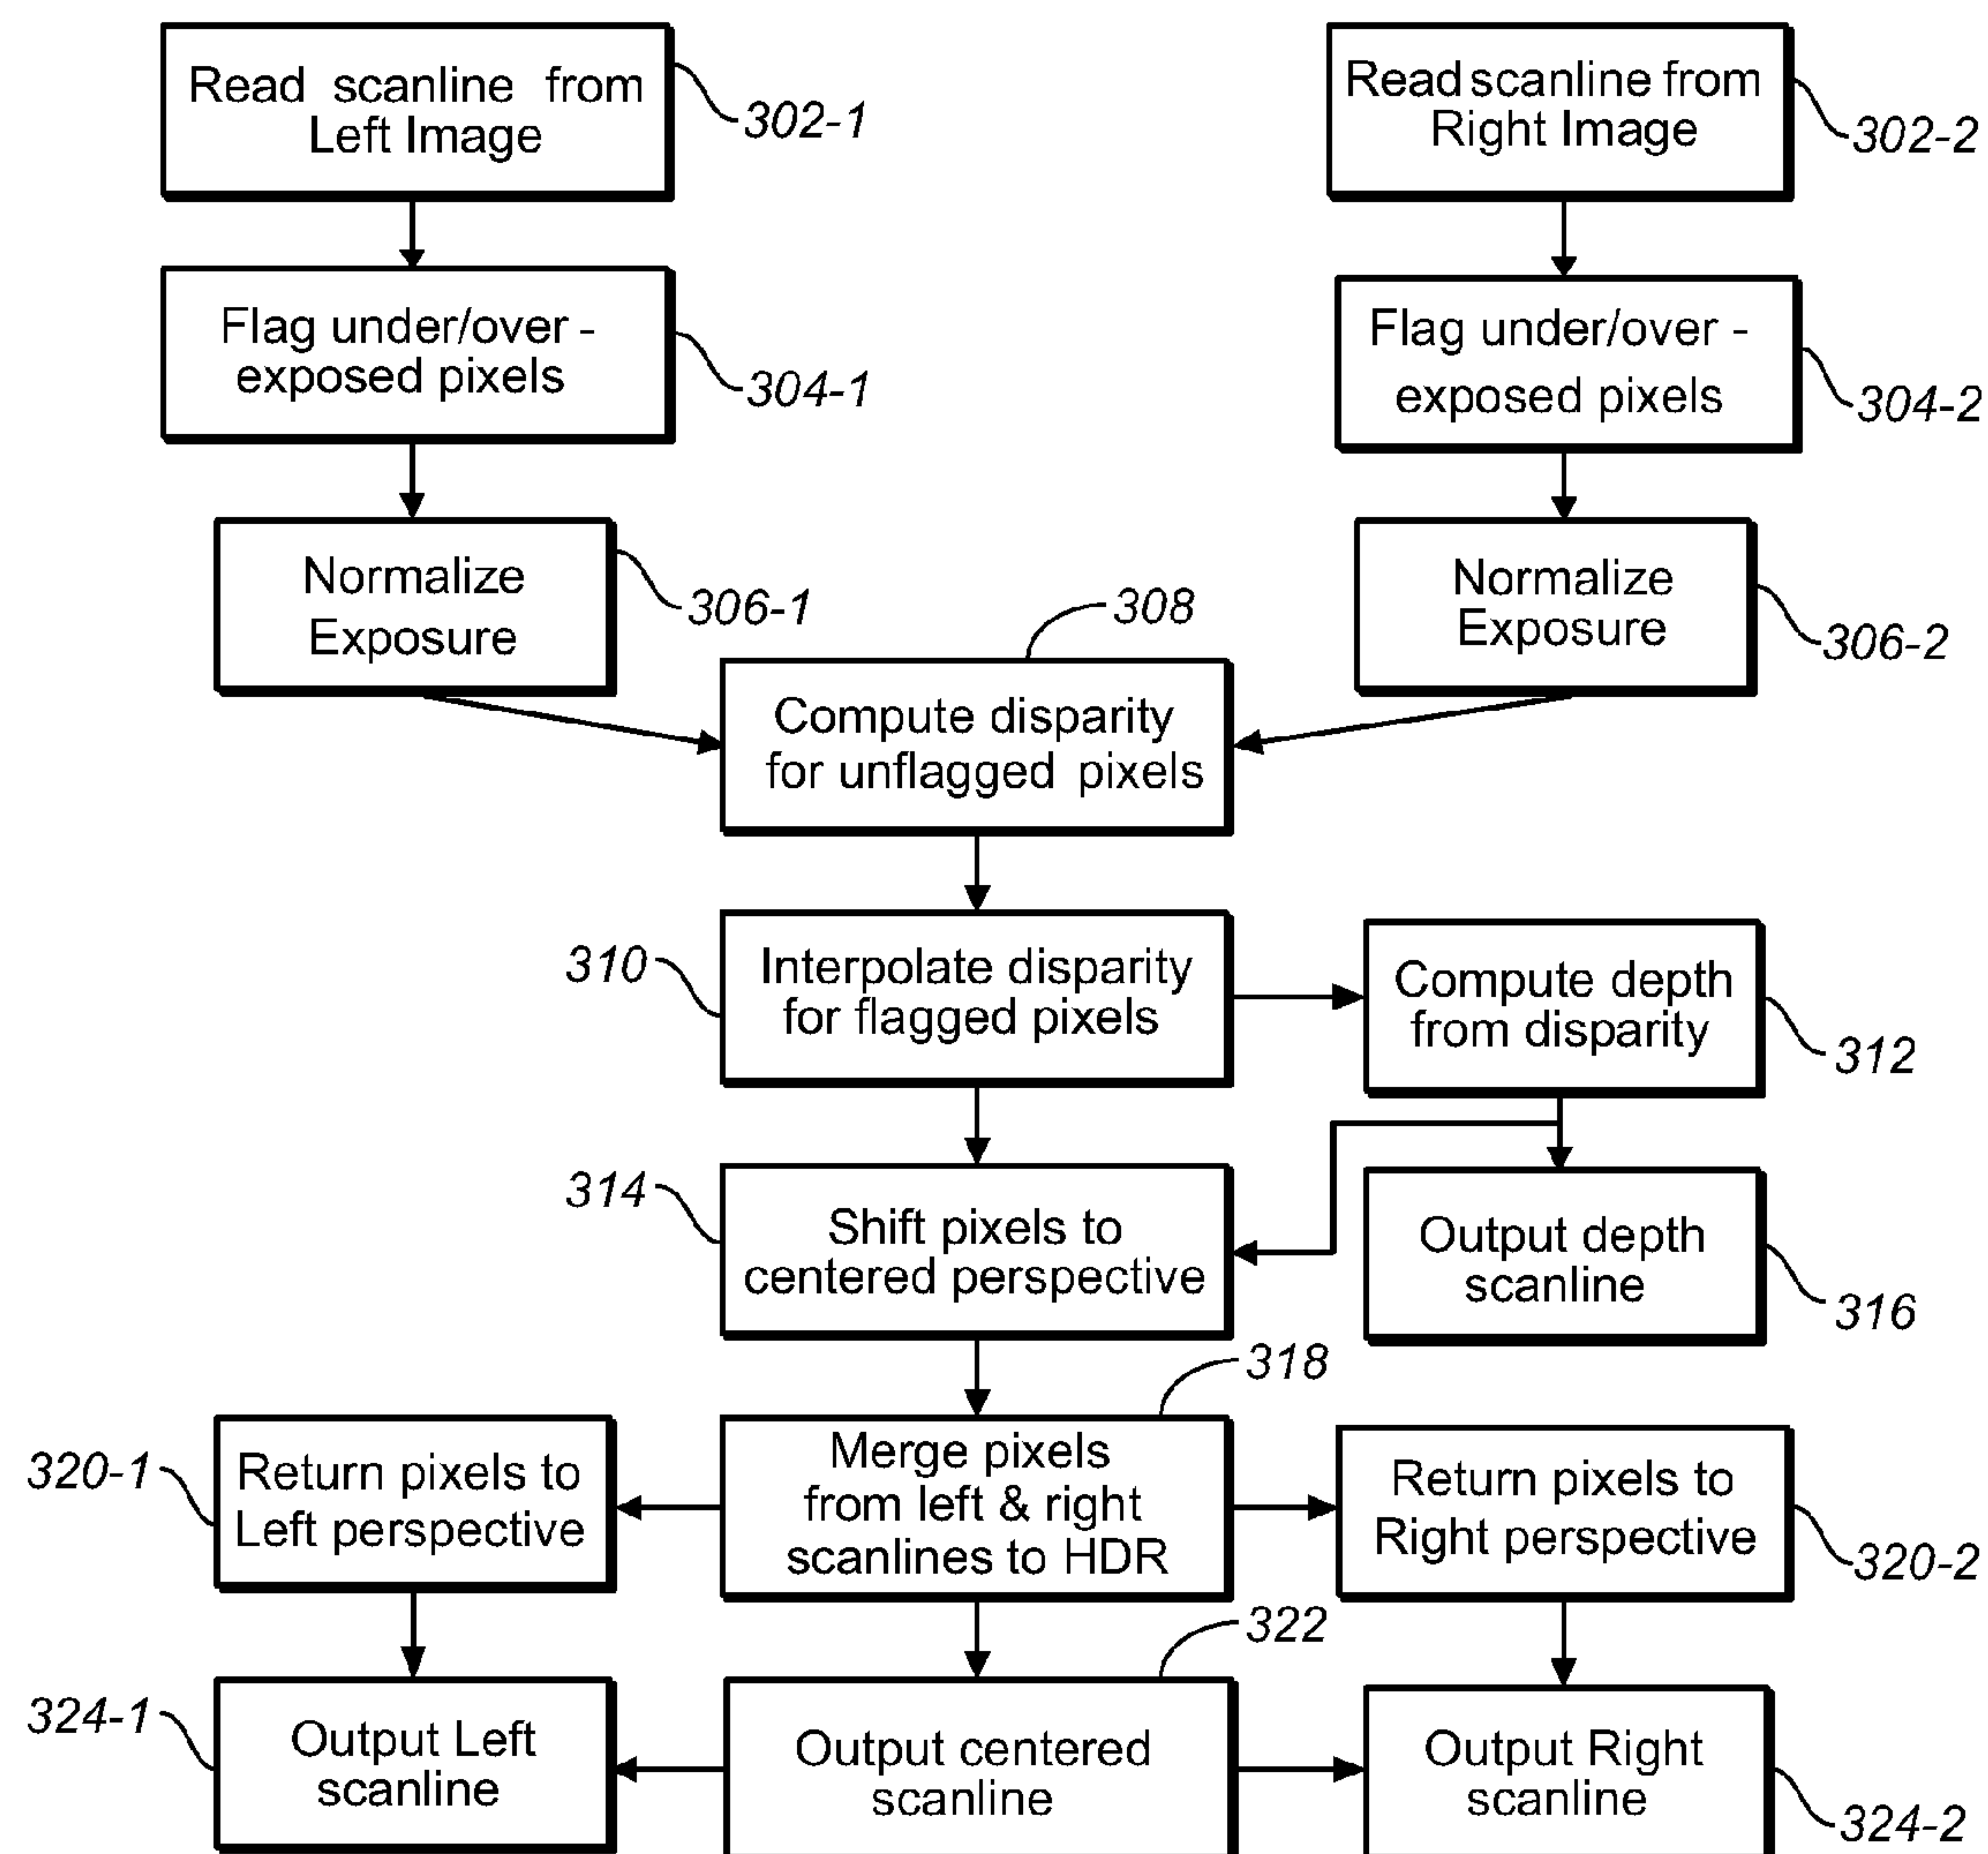 Read scanline from
Left Image
302-1
Read scanline from
Right Image
302-2
Flag under/over -
exposed pixels
304-1
Flag under/over -
exposed pixels
304-2
Normalize
Exposure
306-1
308
Normalize
Exposure
306-2
Compute disparity
for unflagged pixels
310
Interpolate disparity
for flagged pixels
Compute depth
from disparity
312
314
Shift pixels to
centered perspective
Output depth
scanline
316
318
320-1
Return pixels to
Left perspective
Merge pixels
from left & right
scanlines to HDR
Return pixels to
Right perspective
320-2
322
324-1
Output Left
scanline
Output centered
scanline
Output Right
scanline
324-2